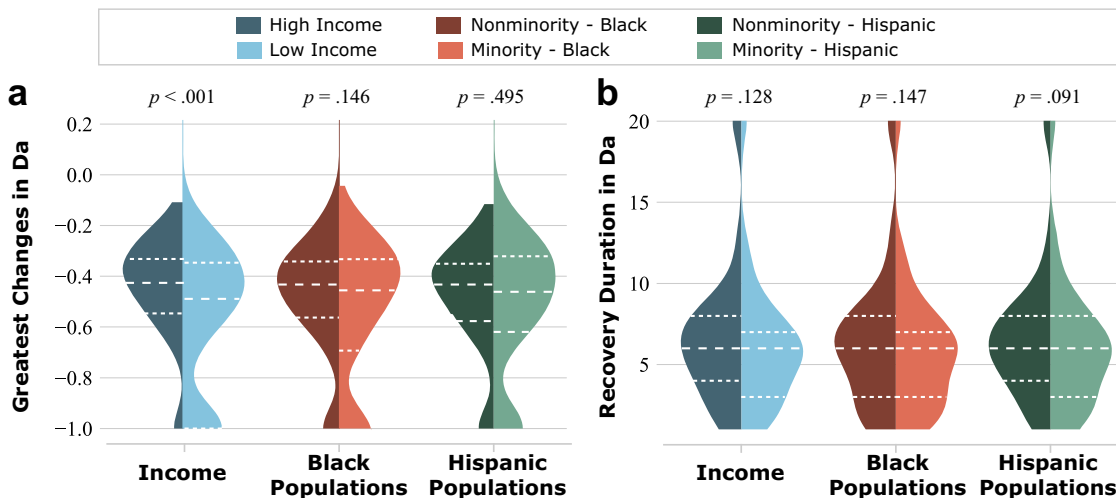 High Income
Nonminority - Black
Nonminority - Hispanic
Low Income
Minority - Black
Minority - Hispanic
a
p < .001
p = .146
p = .495
Greatest Changes in Da
0.2
0.0
−0.2
−0.4
−0.6
−0.8
−1.0
Income
Black
Populations
Hispanic
Populations
b
p = .128
p = .147
p = .091
Recovery Duration in Da
20
15
10
5
Income
Black
Populations
Hispanic
Populations